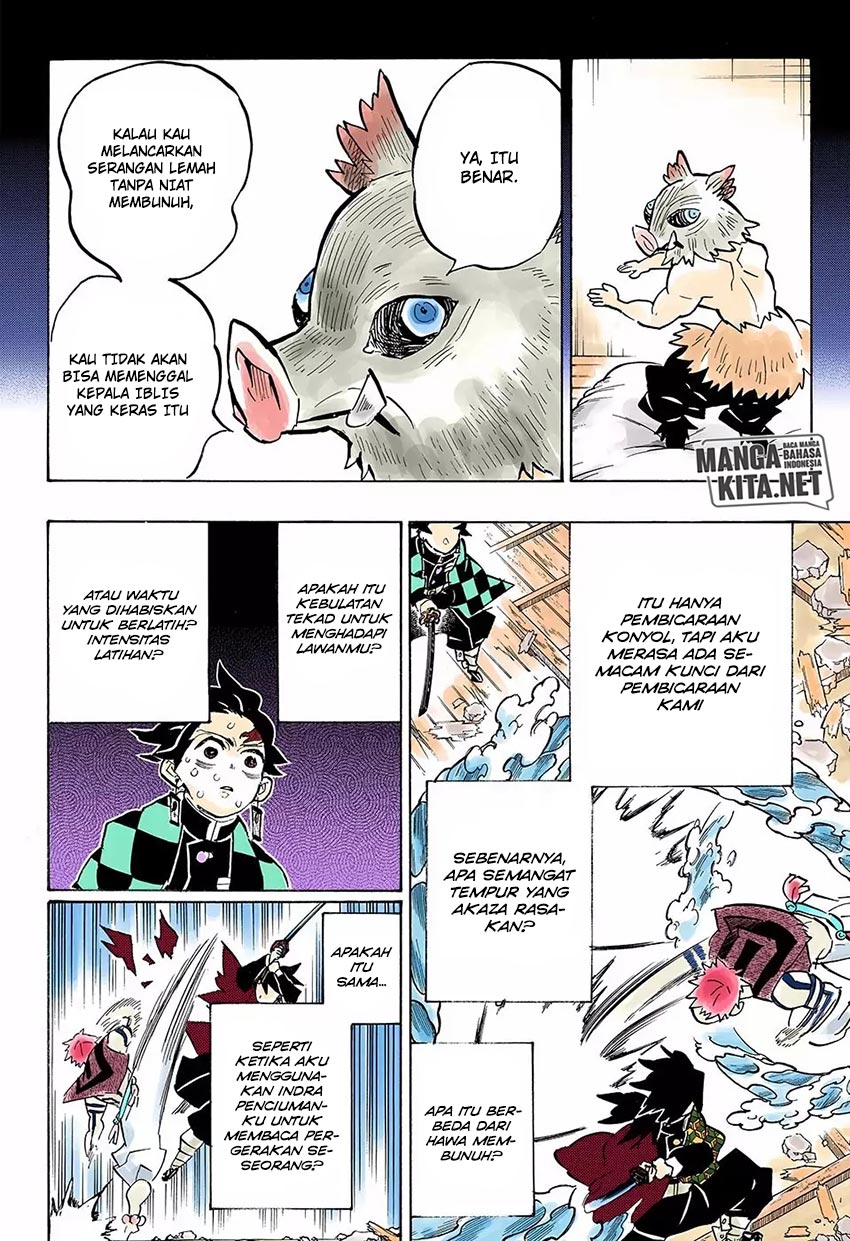 YA, ITU
BENAR.
KALAU KAU
MELANCARKAN
SERANGAN LEMAH
TANPA NIAT
MEMBUNUH,
KAU TIDAK AKAN
BISA MEMENGGAL
KEPALA IBLIS
YANG KERAS ITU
MANGA
KITA.NET
BACA MANGA
BAHASA
INDONESIA
ITU HANYA
PEMBICARAAN
KONYOL, TAPI AKU
MERASA ADA SE-
MACAM KUNCI DARI
PEMBICARAAN
KAMI
SEBENARNYA,
APA SEMANGAT
TEMPUR YANG
AKAZA RASA-
KAN?
APA ITU BER-
BEDA DARI
HAWA MEM-
BUNUH?
APAKAH ITU
KEBULATAN
TEKAD UNTUK
MENGHADAPI
LAWANMU?
ATAU WAKTU
YANG DIHABISKAN
UNTUK BERLATIH?
INTENSITAS
LATIHAN?
APAKAH
ITU
SAMA...
SEPERTI
KETIKA AKU
MENGGUNA-
KAN INDRA
PENCIUMAN-
KU UNTUK
MEMBACA PER-
GERAKAN SE-
SEORANG?